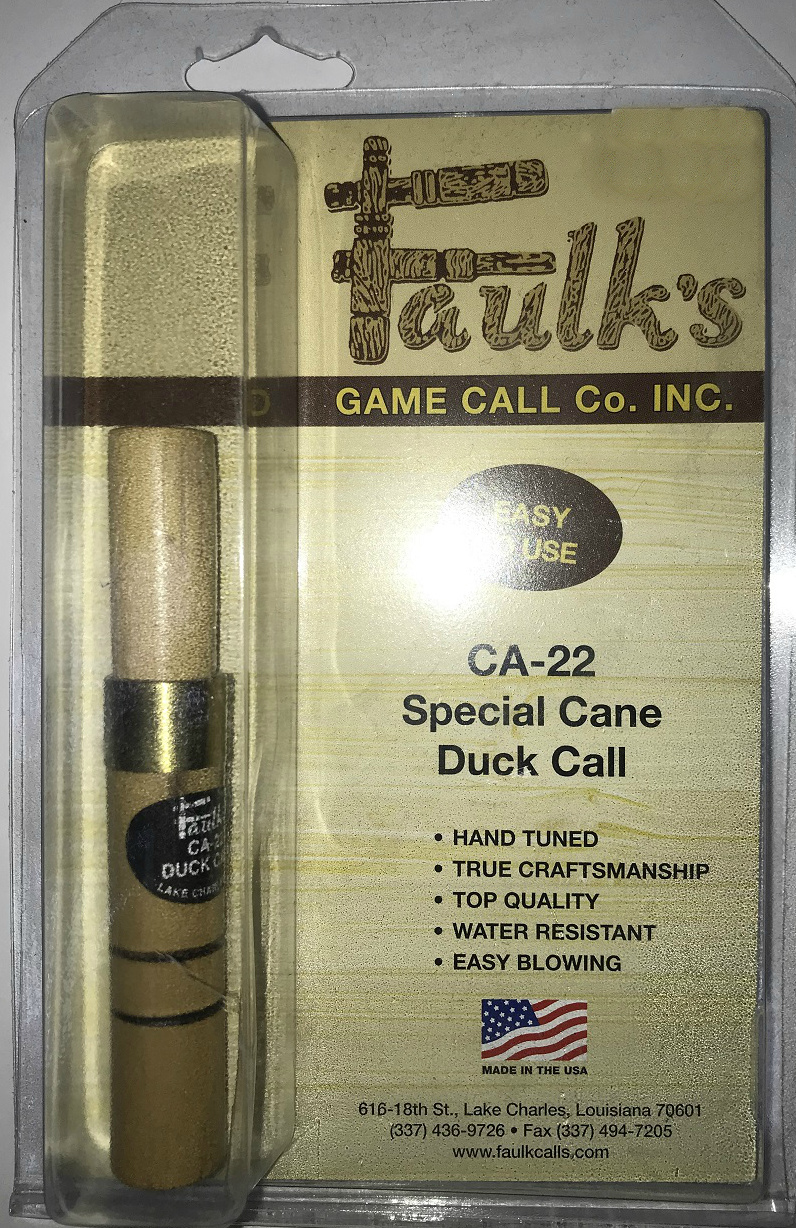 Faulk's
D GAME CALL Co. INC.
EASY
USE
CA-22
Special Cane
Duck Call
• HAND TUNED
• TRUE CRAFTSMANSHIP
• TOP QUALITY
• WATER RESISTANT
• EASY BLOWING
MADE IN THE USA
616-18th St., Lake Charles, Louisiana 70601
(337) 436-9726 • Fax (337) 494-7205
www.faulkcalls.com
DUCK
LAKE